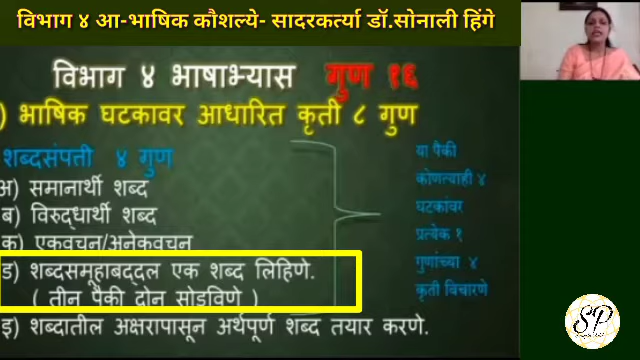 विभाग ४ आ-भाषिक कौशल्ये- सादरकर्त्या डॉ.सोनाली हिंगे
विभाग ४ भाषाभ्यास गुण १६
) भाषिक घटकावर आधारित कृती ८ गुण
शब्दसंपती ४ गुण
अ) समानार्थी शब्द
ब) विरुद्धार्थी शब्द
क) एकवचन/अनेकवचन
ड) शब्दसमूहाबद्दल एक शब्द लिहिणे.
( तीन पैकी दोन सोडविणे )
इ) शब्दातील अक्षरापासून अर्थपूर्ण शब्द तयार करणे.
या पैकी
कोणत्याही ४
घटकांवर
प्रत्येक १
गुणांच्या ४
कृती विचारणे
SP